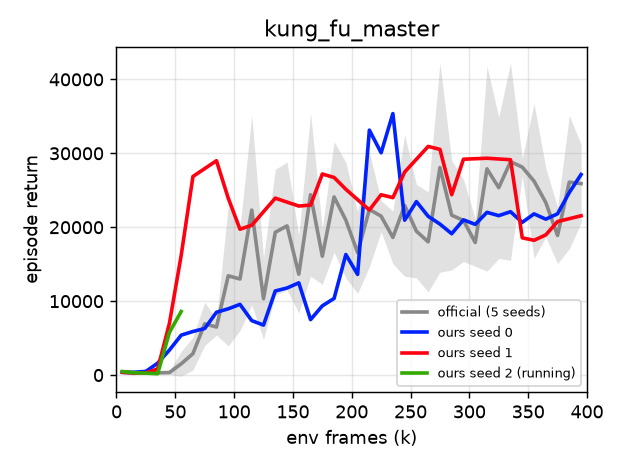 kung_fu_master
episode return
40000
30000
20000
10000
0
official (5 seeds)
ours seed 0
ours seed 1
ours seed 2 (running)
0 50 100 150 200 250 300 350 400
env frames (k)